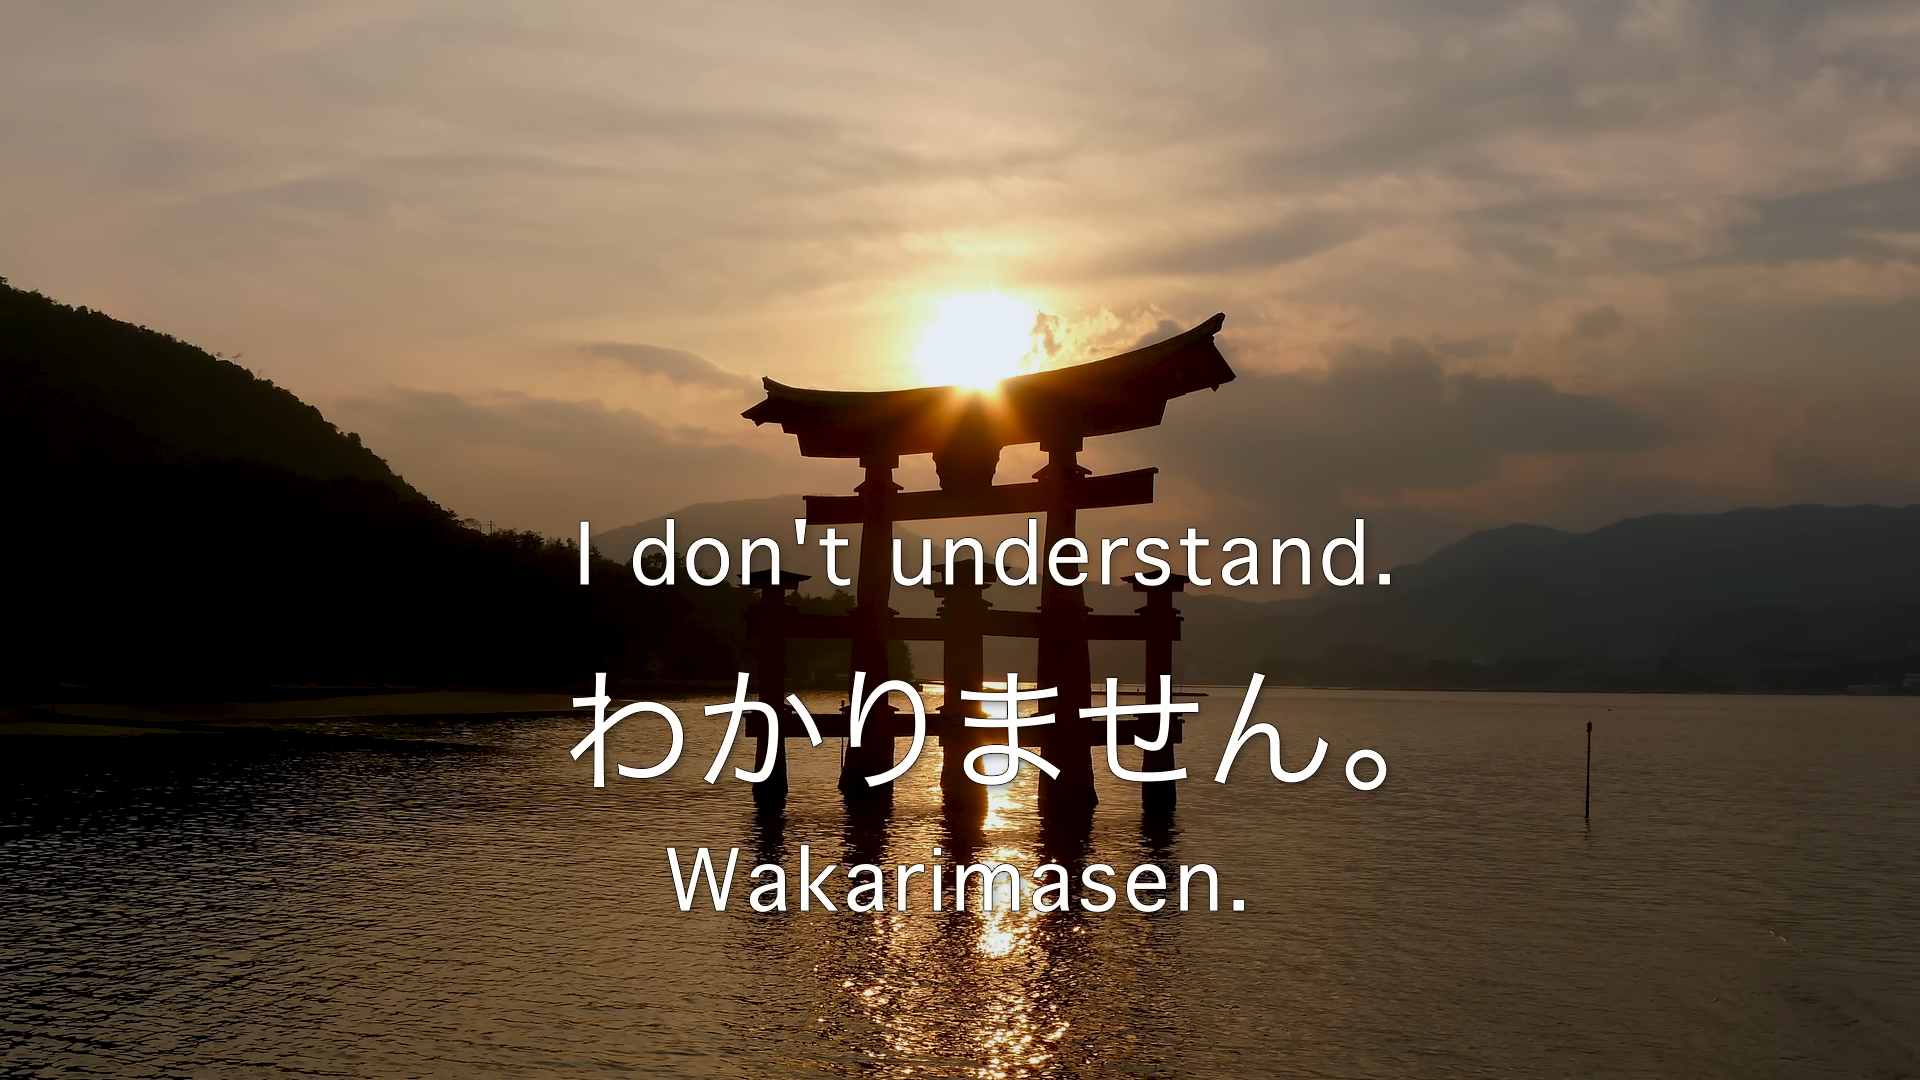 I don't understand.
わかりません。
Wakarimasen.